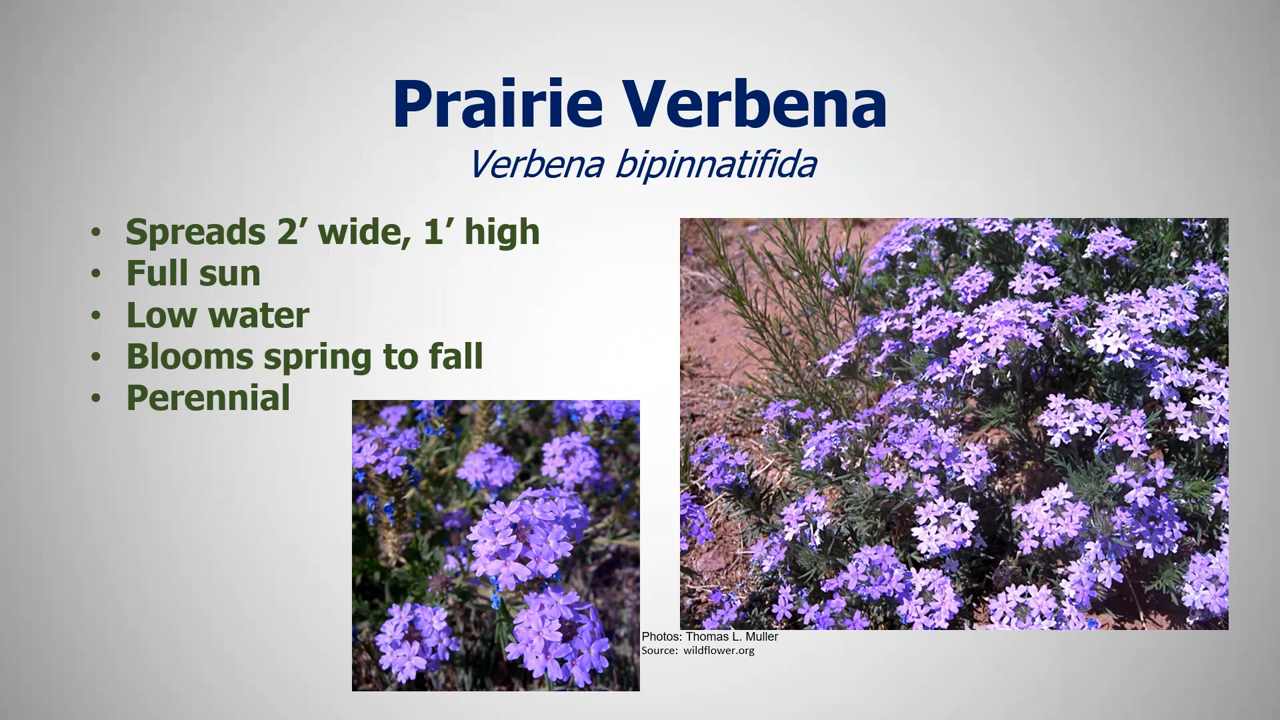 Prairie Verbena
Verbena bipinnatifida
• Spreads 2’ wide, 1’ high
• Full sun
• Low water
• Blooms spring to fall
• Perennial
Photos: Thomas L. Muller
Source: wildflower.org